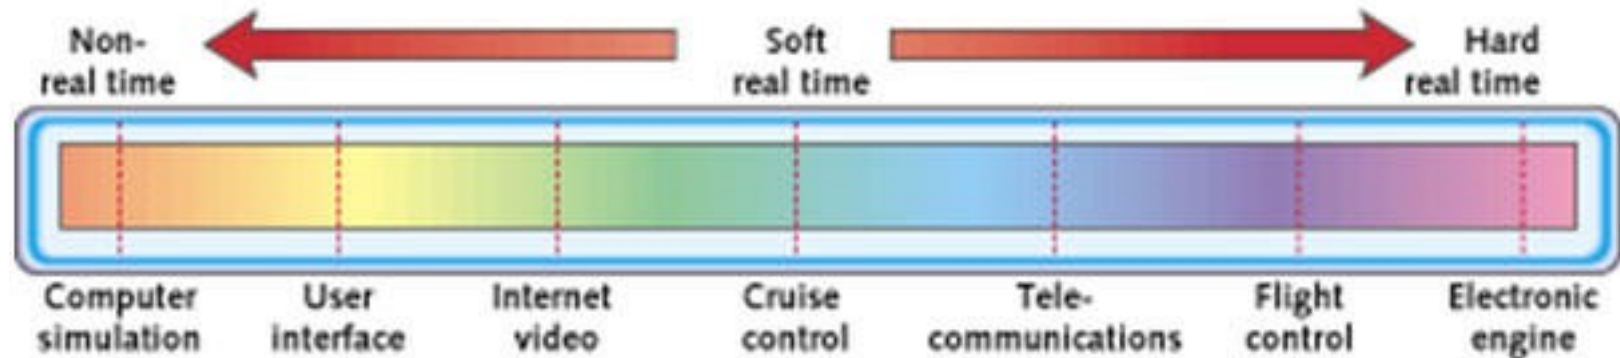 Non-
real time
Soft
real time
Hard
real time
Computer
simulation
User
interface
Internet
video
Cruise
control
Tele-
communications
Flight
control
Electronic
engine